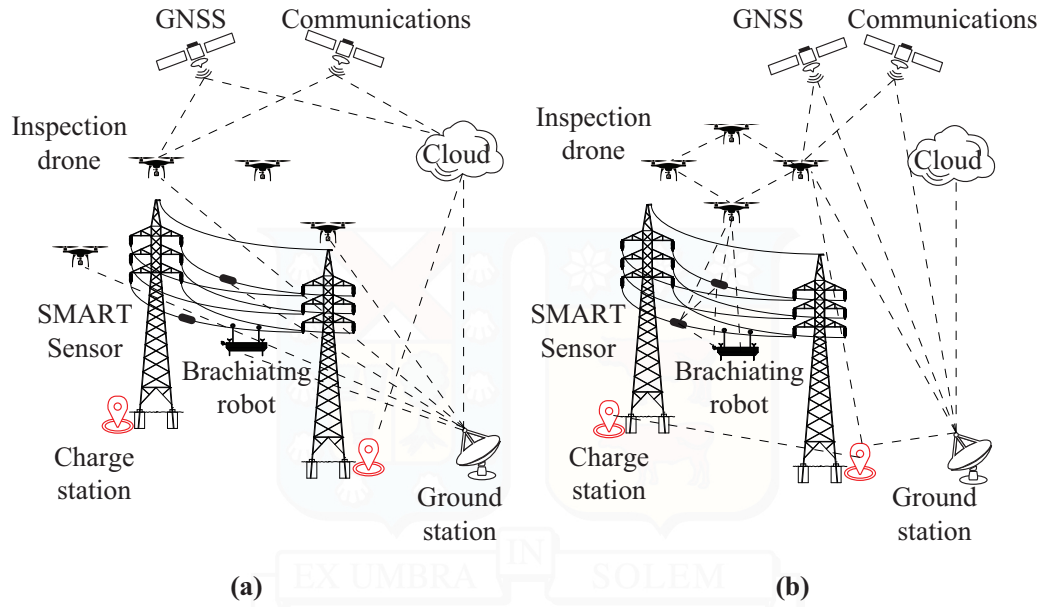 GNSS
Communications
Inspection
drone
Cloud
SMART
Sensor
Brachiating
robot
Charge
station
Ground
station
(a)
GNSS
Communications
Inspection
drone
Cloud
SMART
Sensor
Brachiating
robot
Charge
station
Ground
station
(b)
EX UMBRA
IN
SOLEM